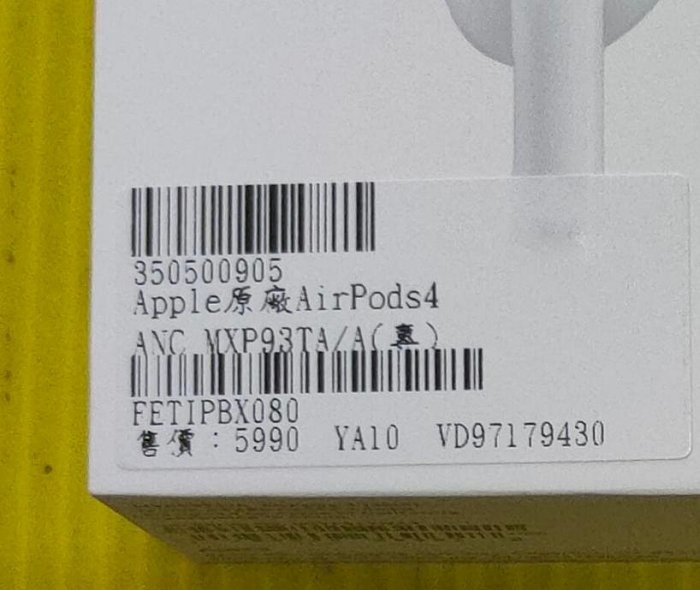 350500905
Apple原廠AirPods4
ANC MXP93TA/A(
FETIPBX080
售價：5990 YA10 VD97179430